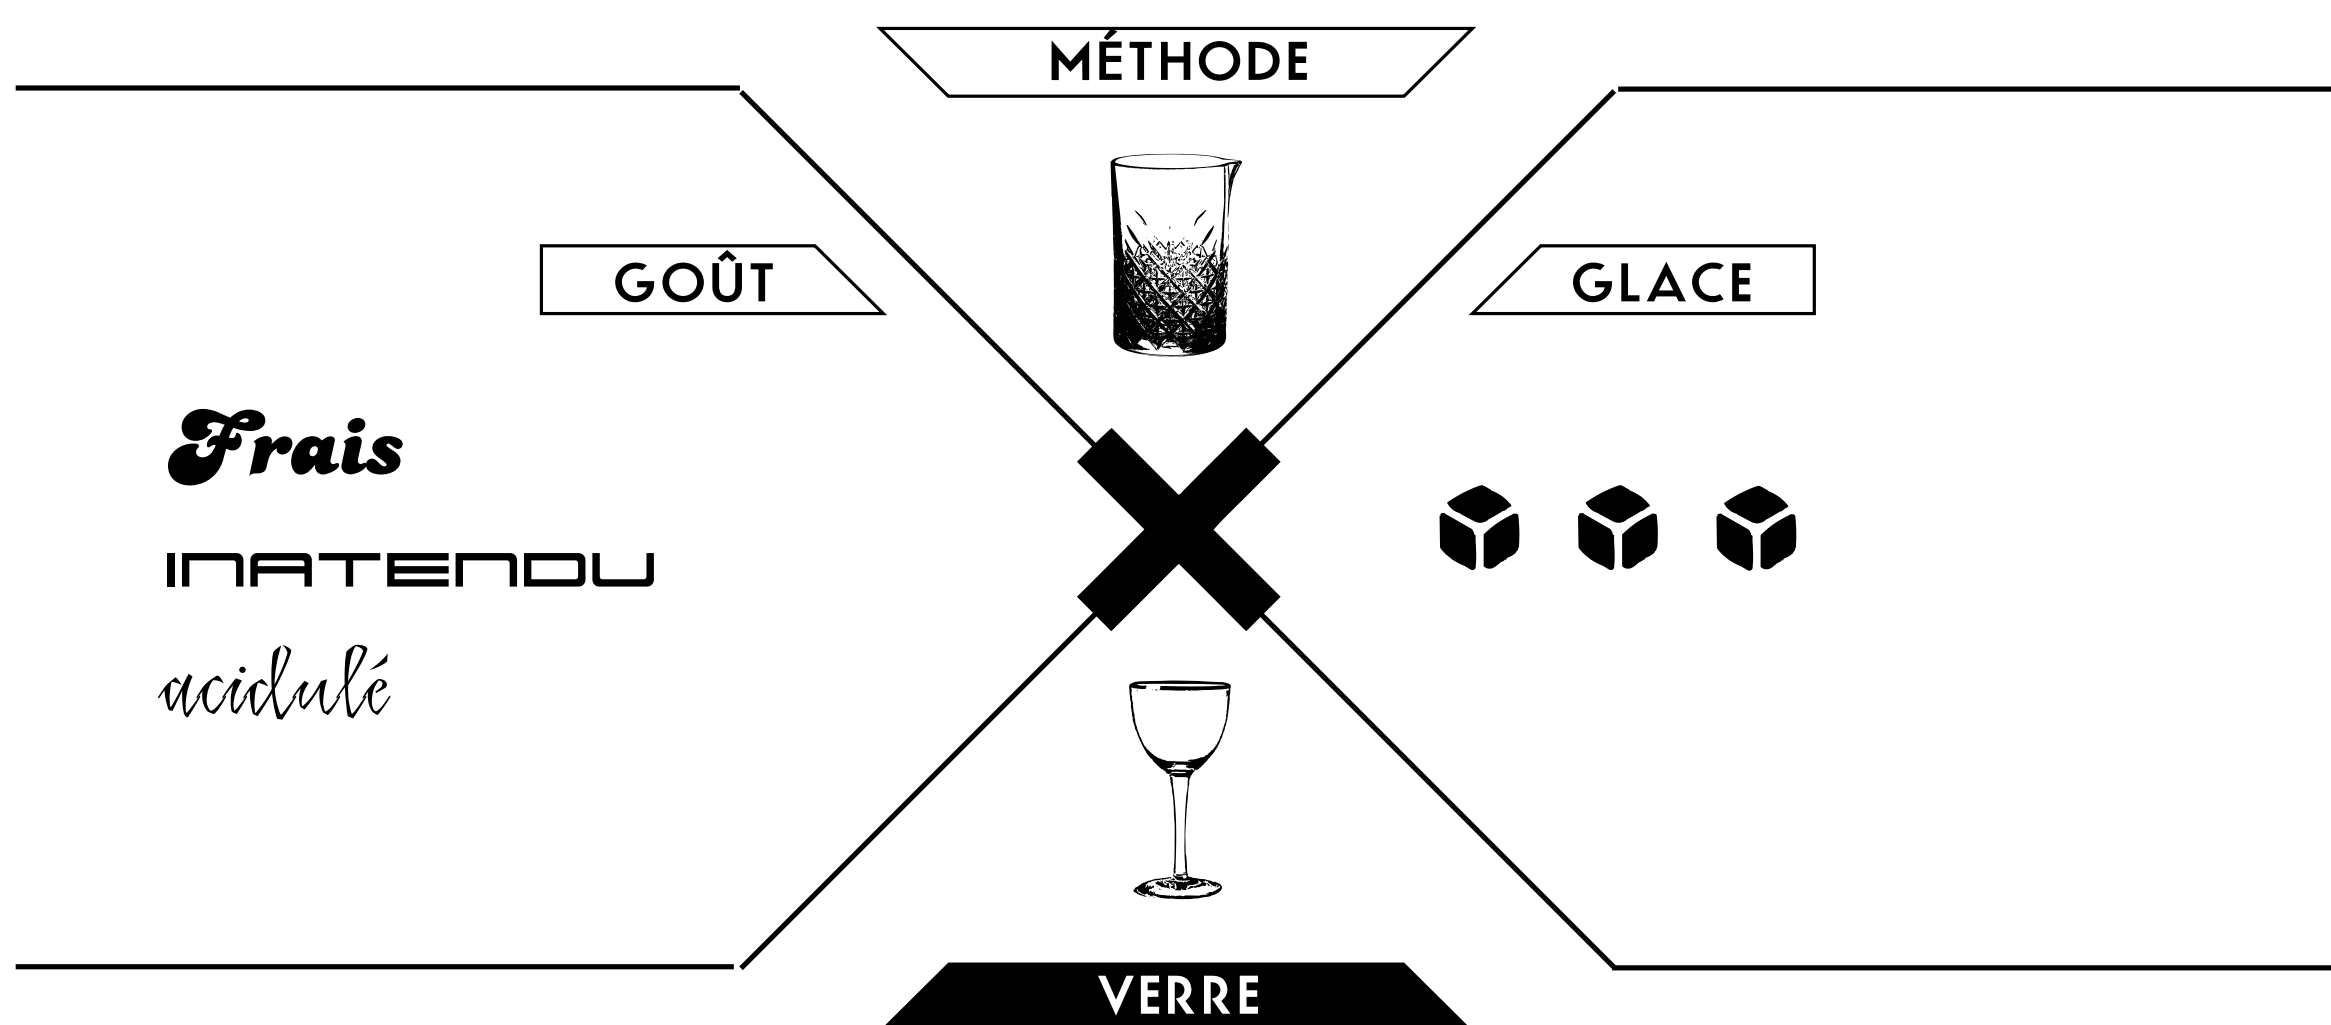 MÉTHODE
GOÛT
GLACE
Frais
INATENDU
acidulé
VERRE